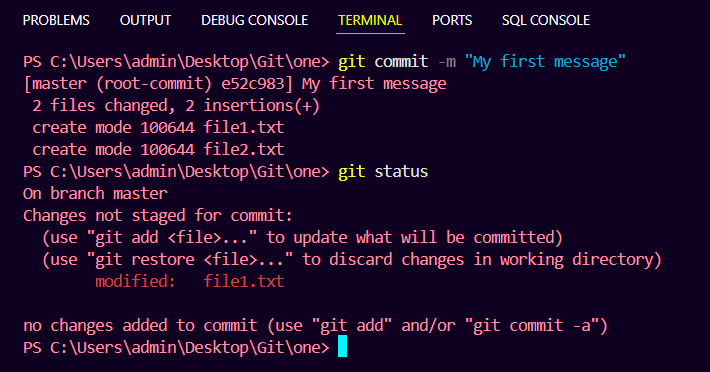 PROBLEMS OUTPUT DEBUG CONSOLE TERMINAL PORTS SQL CONSOLE
PS C:\Users\admin\Desktop\Git\one> git commit -m "My first message"
[master (root-commit) e52c983] My first message
 2 files changed, 2 insertions(+)
 create mode 100644 file1.txt
 create mode 100644 file2.txt
PS C:\Users\admin\Desktop\Git\one> git status
On branch master
Changes not staged for commit:
  (use "git add <file>..." to update what will be committed)
  (use "git restore <file>..." to discard changes in working directory)
        modified:   file1.txt

no changes added to commit (use "git add" and/or "git commit -a")
PS C:\Users\admin\Desktop\Git\one>